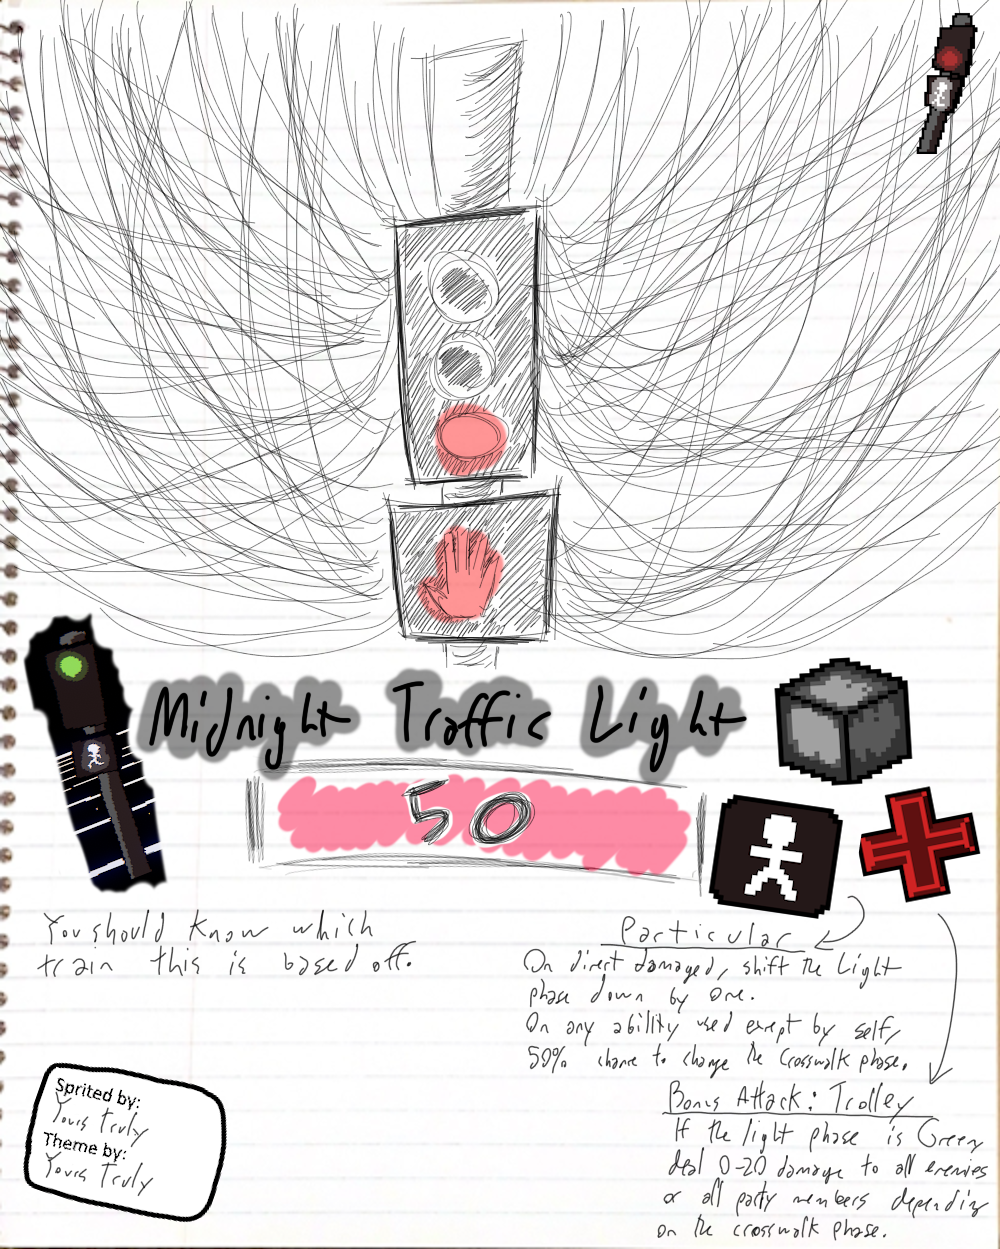 Midnight Traffic Light
50
You should know which
train this is based off.
Particular
On direct damaged, shift the Light
phase down by one.
On any ability used except by self,
50% chance to change the Crosswalk phase.
Bonus Attack: Trolley
If the light phase is Green
deal 0-20 damage to all enemies
or all party members depending
on the crosswalk phase.
Sprited by:
Yours Truly
Theme by:
Yours Truly